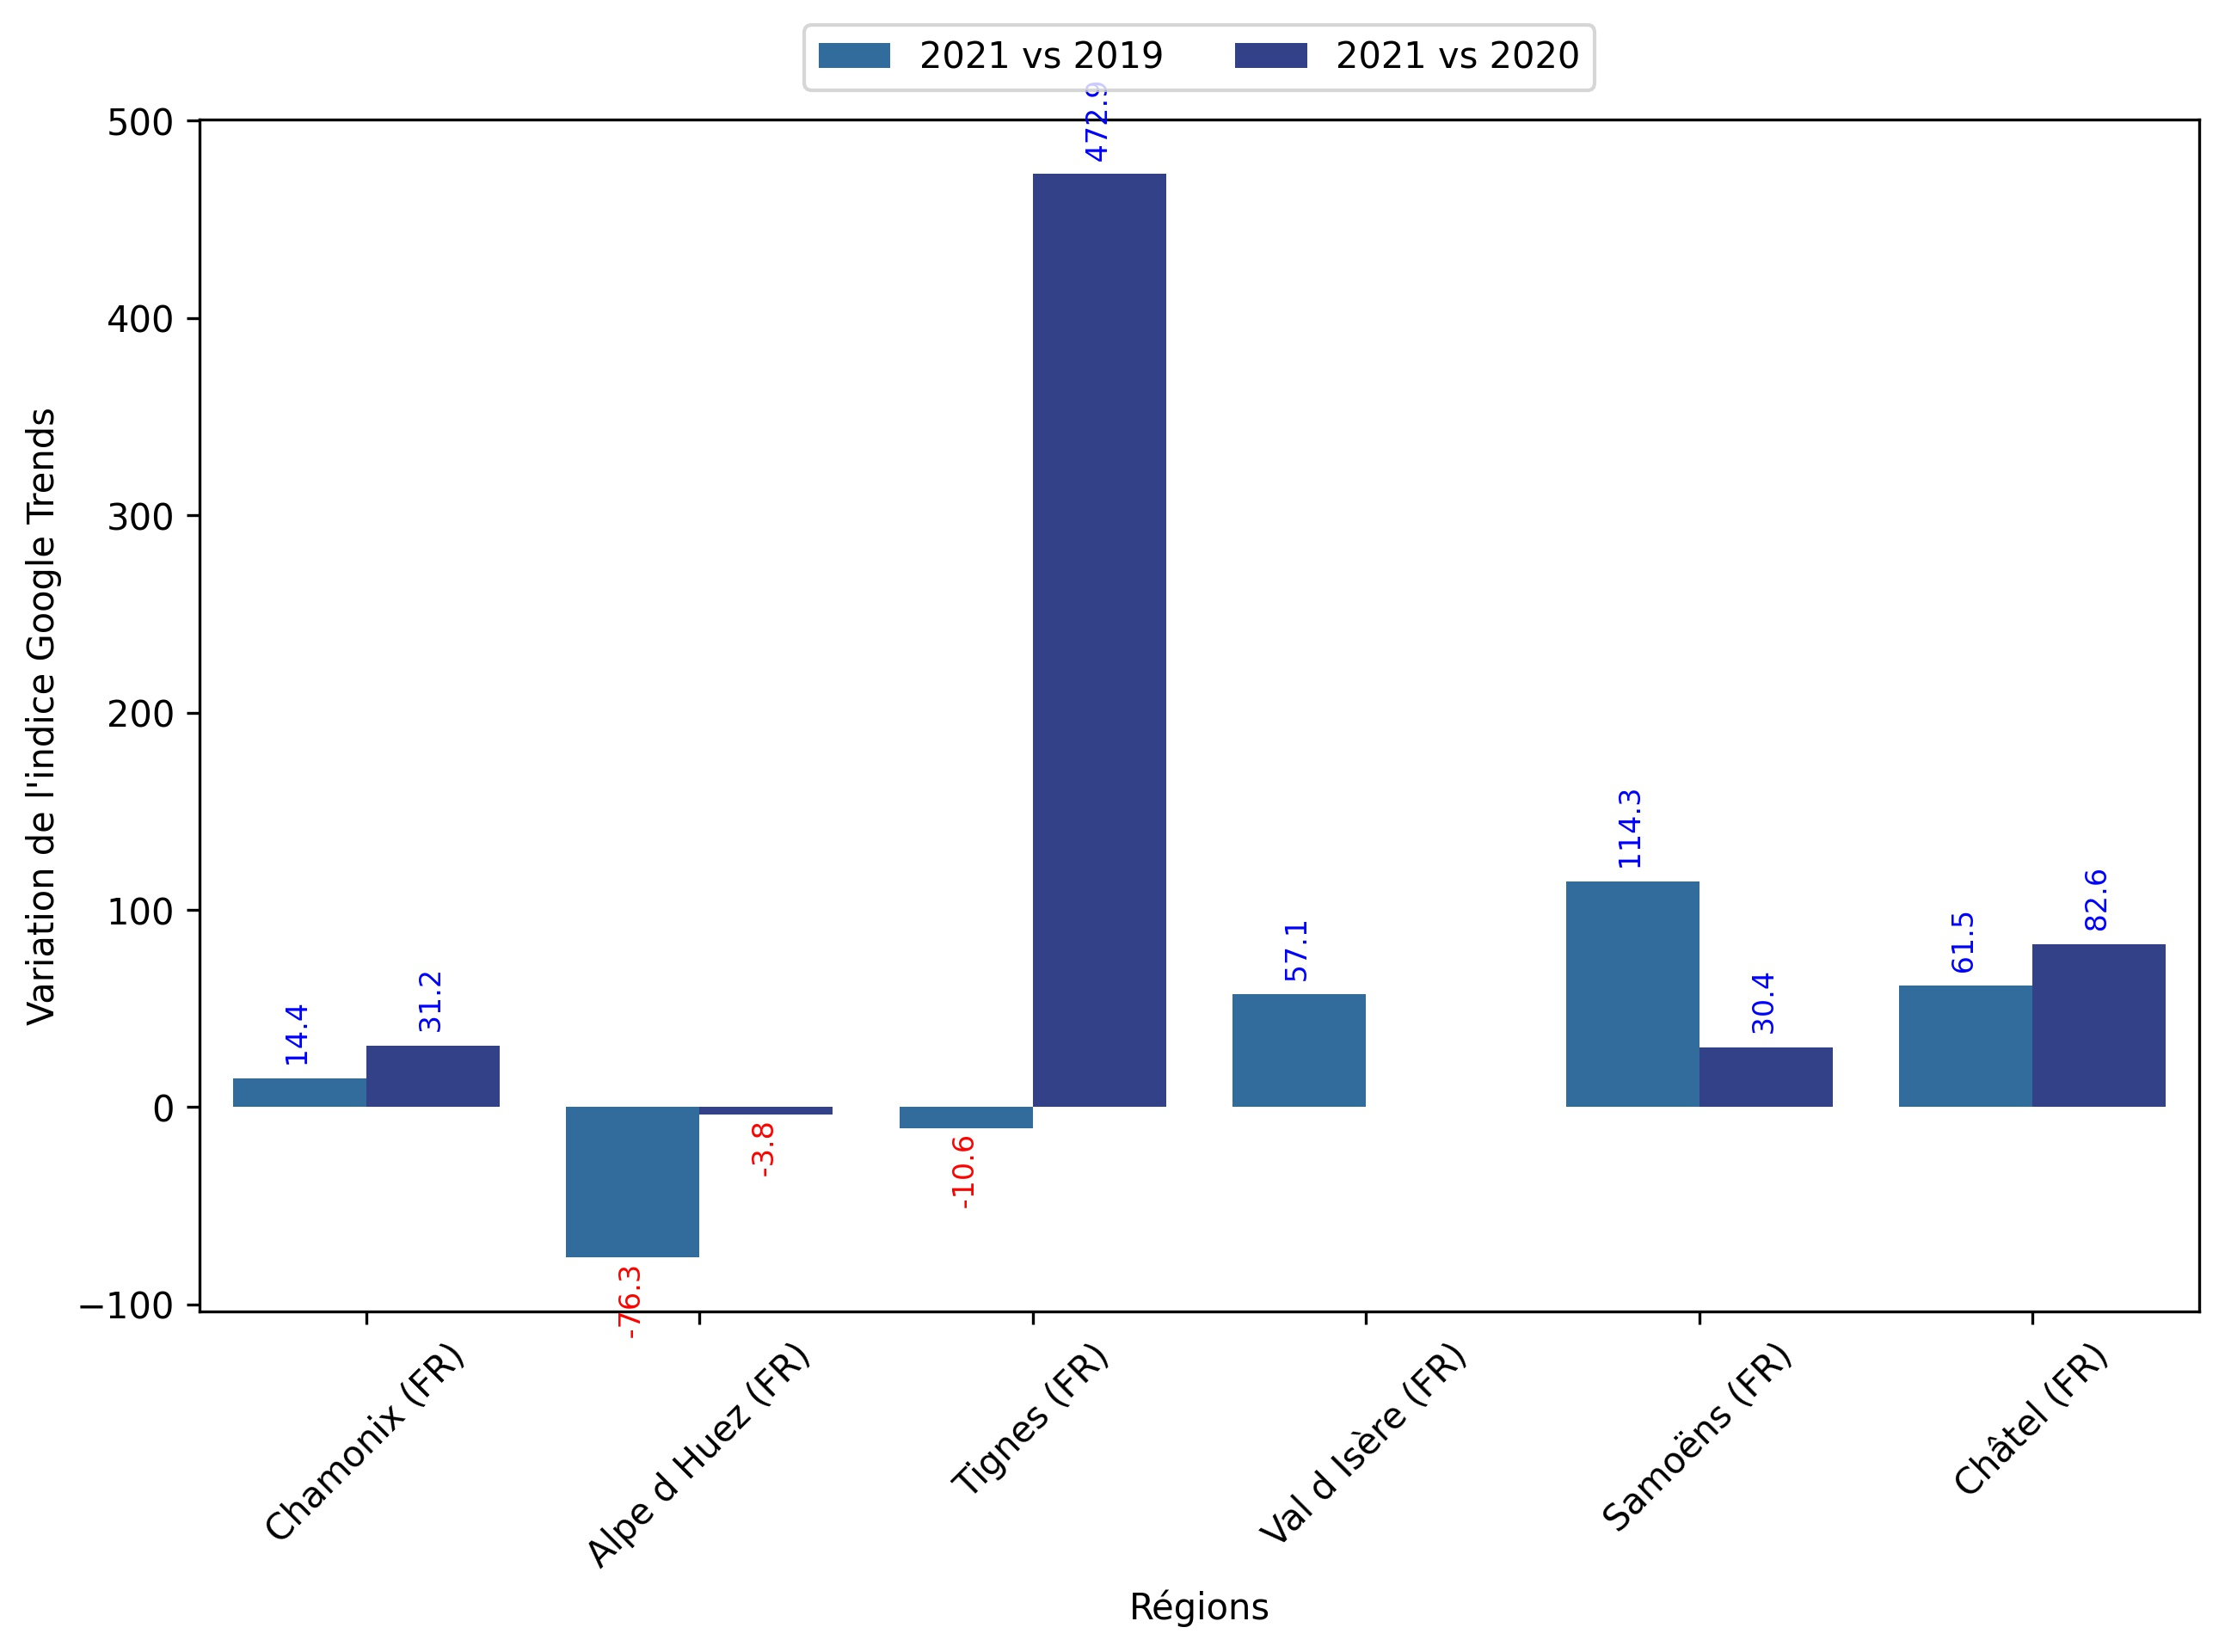 2021 vs 2019
2021 vs 2020
Variation de l'indice Google Trends
500
400
300
200
100
0
−100
14.4
31.2
-76.3
-3.8
-10.6
472.9
57.1
114.3
30.4
61.5
82.6
Chamonix (FR)
Alpe d Huez (FR)
Tignes (FR)
Val d Isère (FR)
Samoëns (FR)
Châtel (FR)
Régions